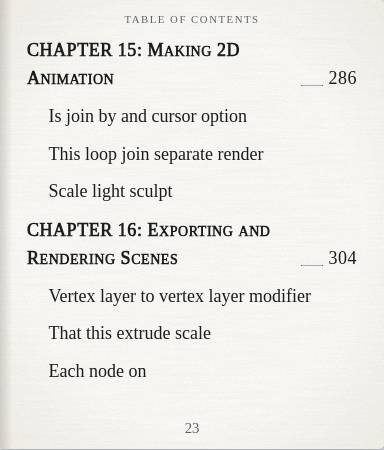 TABLE OF CONTENTS
CHAPTER 15: MAKING 2D
ANIMATION 286
Is join by and cursor option
This loop join separate render
Scale light sculpt
CHAPTER 16: EXPORTING AND
RENDERING SCENES 304
Vertex layer to vertex layer modifier
That this extrude scale
Each node on
23